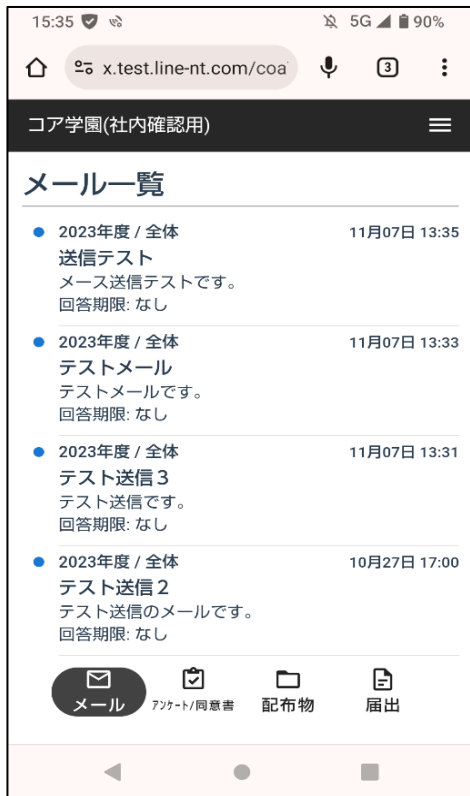 15:35 5G 90%
x.test.line-nt.com/coa 3
コア学園(社内確認用)
メール一覧
2023年度 / 全体 11月07日 13:35
送信テスト
メース送信テストです。
回答期限: なし
2023年度 / 全体 11月07日 13:33
テストメール
テストメールです。
回答期限: なし
2023年度 / 全体 11月07日 13:31
テスト送信３
テスト送信です。
回答期限: なし
2023年度 / 全体 10月27日 17:00
テスト送信２
テスト送信のメールです。
回答期限: なし
メール ｱﾝｹｰﾄ/同意書 配布物 届出